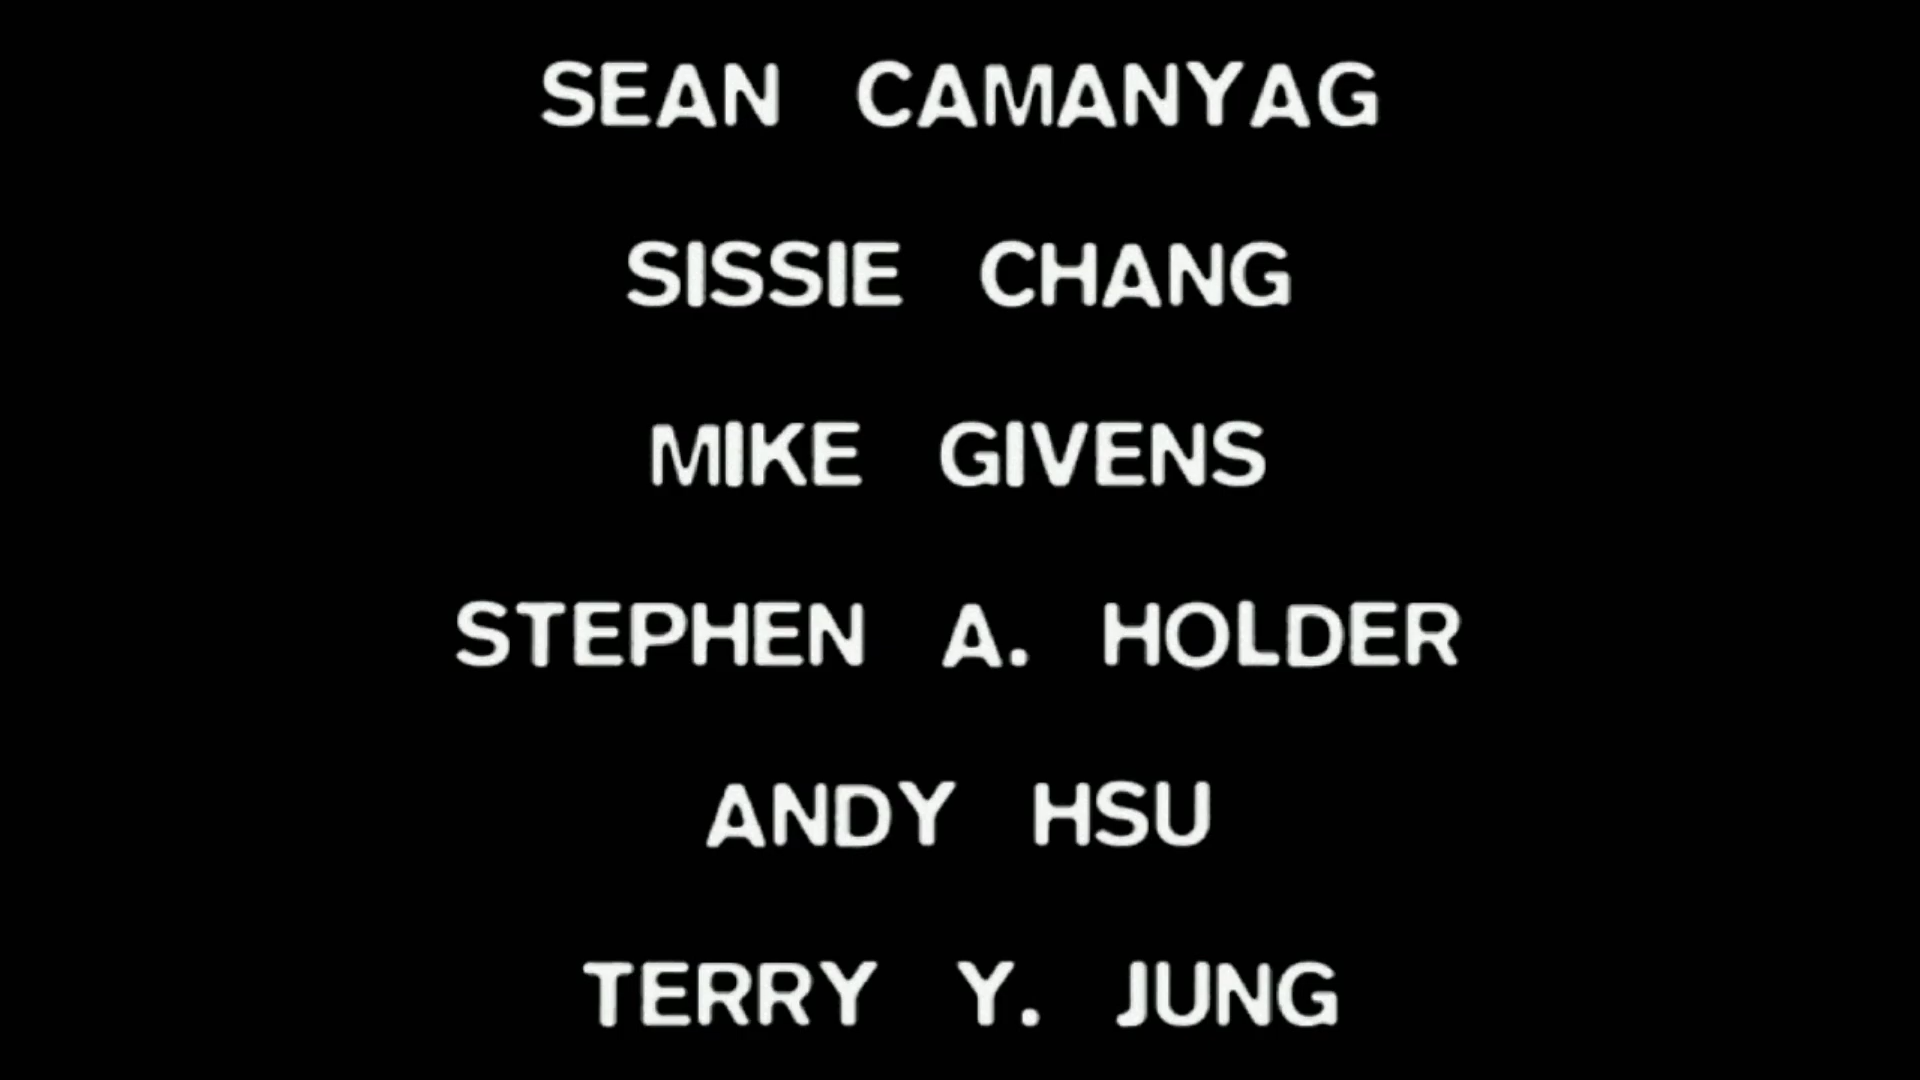 SEAN CAMANYAG
SISSIE CHANG
MIKE GIVENS
STEPHEN A. HOLDER
ANDY HSU
TERRY Y. JUNG